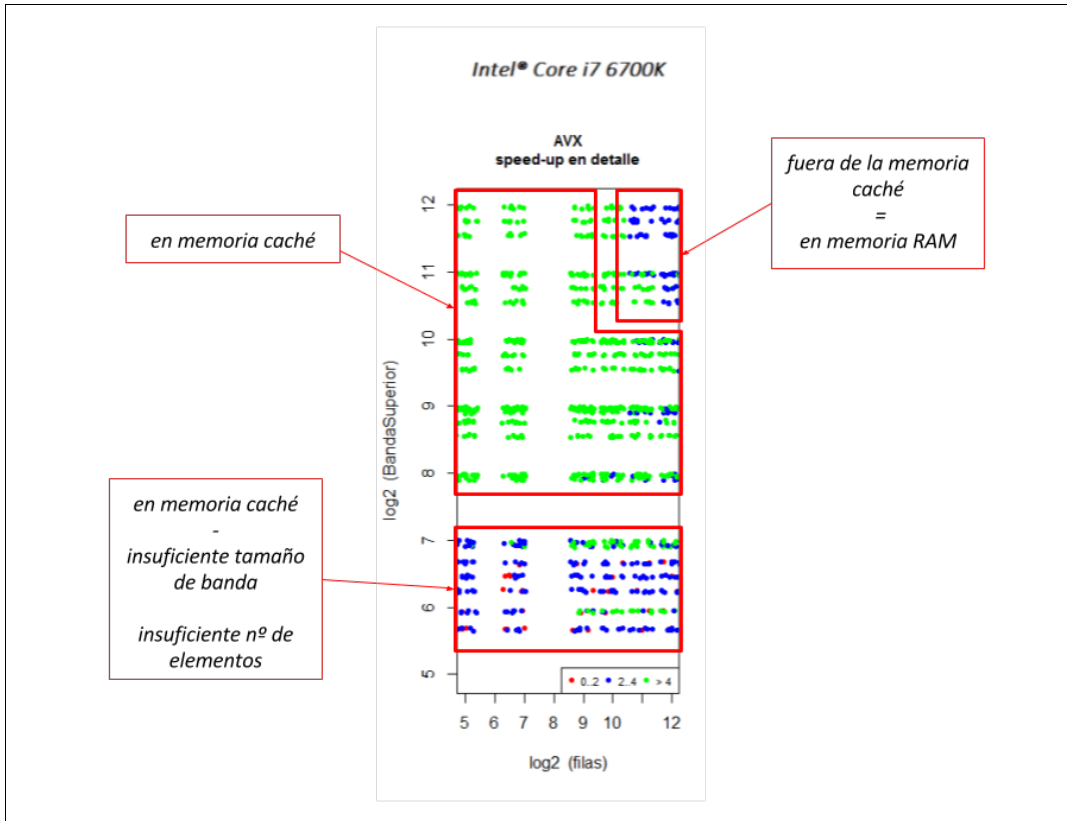 Intel® Core i7 6700K
AVX
speed-up en detalle
en memoria caché
fuera de la memoria
caché
=
en memoria RAM
en memoria caché
-
insuficiente tamaño
de banda
insuficiente nº de
elementos
log2 (BandaSuperior)
12
11
10
9
8
7
6
5
0..2 2..4 > 4
5 6 7 8 9 10 12
log2 (filas)